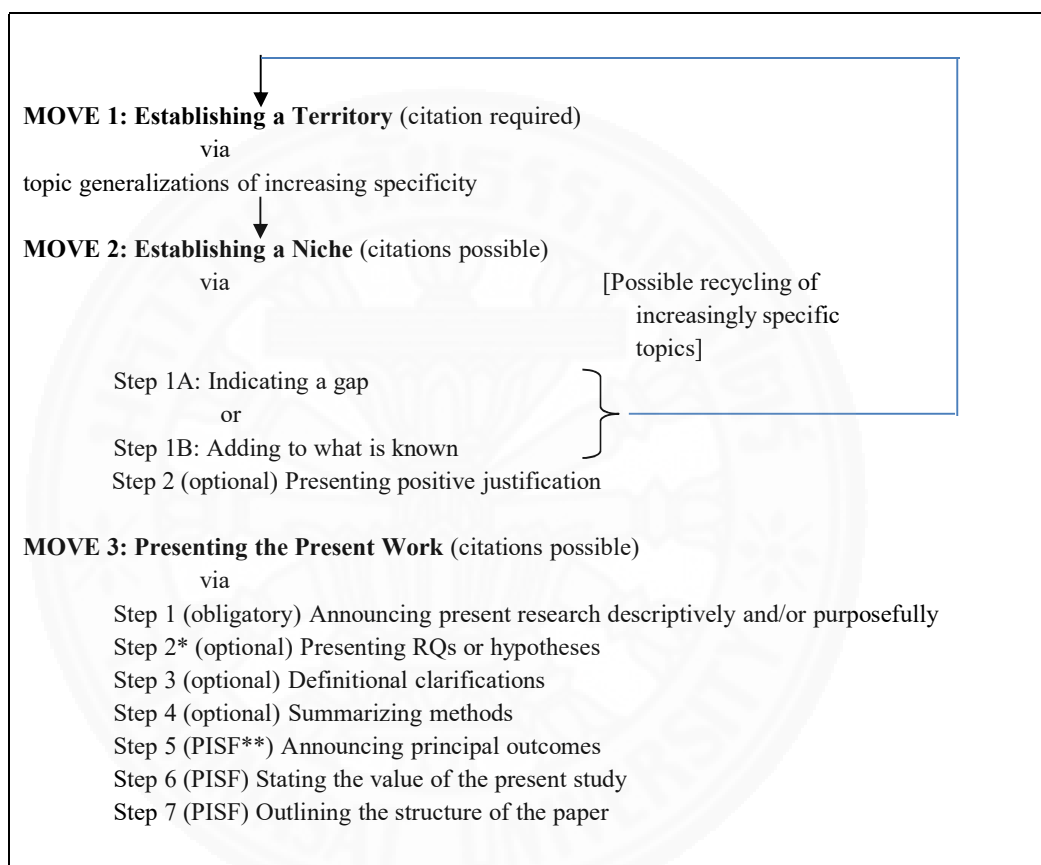 MOVE 1: Establishing a Territory (citation required)
via
topic generalizations of increasing specificity
MOVE 2: Establishing a Niche (citations possible)
via
[Possible recycling of
increasingly specific
topics]
Step 1A: Indicating a gap
or
Step 1B: Adding to what is known
Step 2 (optional) Presenting positive justification
MOVE 3: Presenting the Present Work (citations possible)
via
Step 1 (obligatory) Announcing present research descriptively and/or purposefully
Step 2* (optional) Presenting RQs or hypotheses
Step 3 (optional) Definitional clarifications
Step 4 (optional) Summarizing methods
Step 5 (PISF**) Announcing principal outcomes
Step 6 (PISF) Stating the value of the present study
Step 7 (PISF) Outlining the structure of the paper